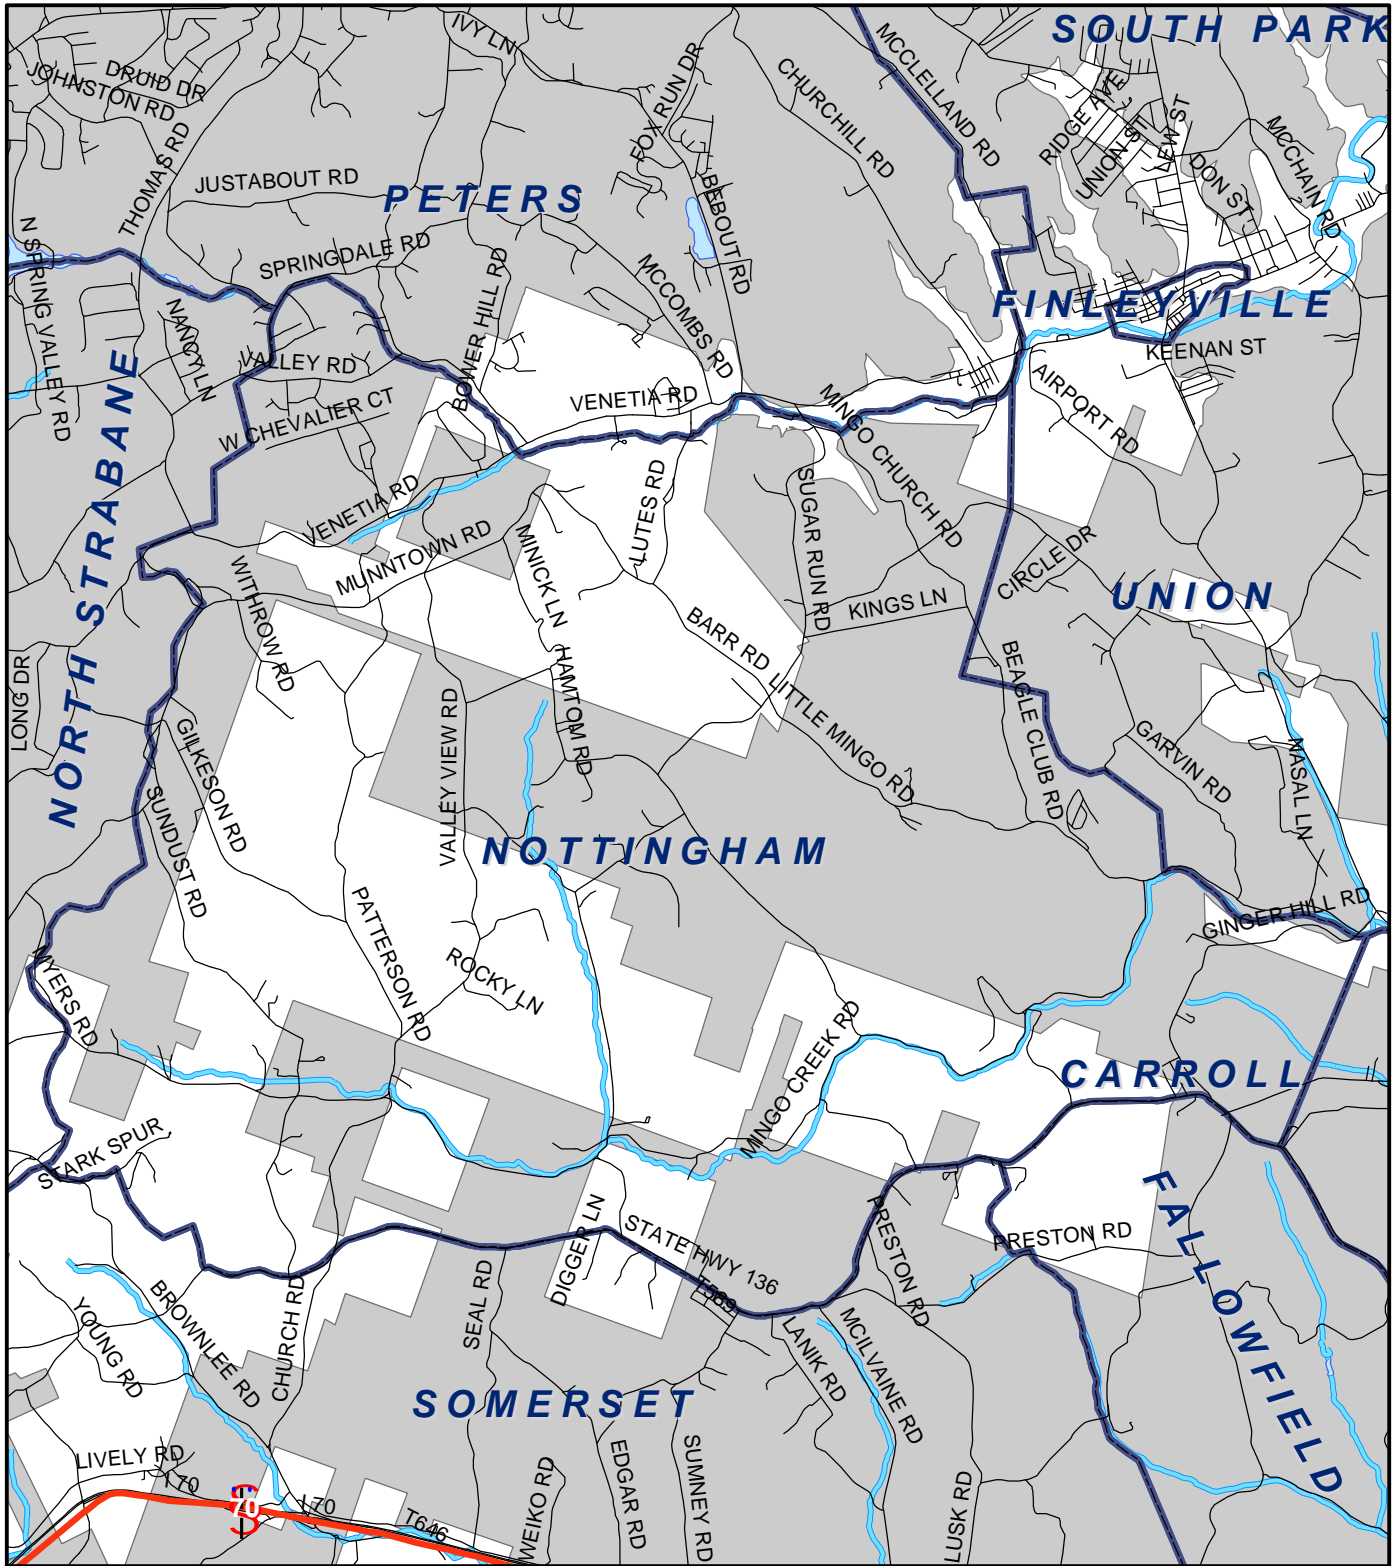 SOUTH PARK
IVY LN
MCCLELLAND RD
DRUID DR
JOHNSTON RD
FOX RUN DR
CHURCHILL RD
RIDGE AVE
UNION ST
LEW ST
MCCHAIN RD
THOMAS RD
DON ST
JUSTABOUT RD
PETERS
BEBOUT RD
N SPRING VALLEY RD
SPRINGDALE RD
BOWER HILL RD
MCCOMBS RD
FINLEYVILLE
NANCY LN
VALLEY RD
KEENAN ST
AIRPORT RD
VENETIA RD
W CHEVALIER CT
MINGO CHURCH RD
NORTH STRABANE
VENETIA RD
LUTES RD
SUGAR RUN RD
MUNNTOWN RD
MINICK LN
CIRCLE DR
WITHROW RD
KINGS LN
UNION
BARR RD
HAMTOM RD
BEAGLE CLUB RD
LONG DR
LITTLE MINGO RD
VALLEY VIEW RD
GILKESON RD
GARVIN RD
NASAL LN
SUNDUST RD
NOTTINGHAM
PATTERSON RD
GINGER HILL RD
MYERS RD
ROCKY LN
MINGO CREEK RD
CARROLL
STARK SPUR
FALLOWFIELD
DIGGER LN
STATE HWY 136
PRESTON RD
PRESTON RD
T589
SEAL RD
BROWNLEE RD
YOUNG RD
CHURCH RD
LANIK RD
MCILVAINE RD
SOMERSET
LIVELY RD
I 70
70
I 70
T646
WEIKO RD
EDGAR RD
SUMNEY RD
LUSK RD